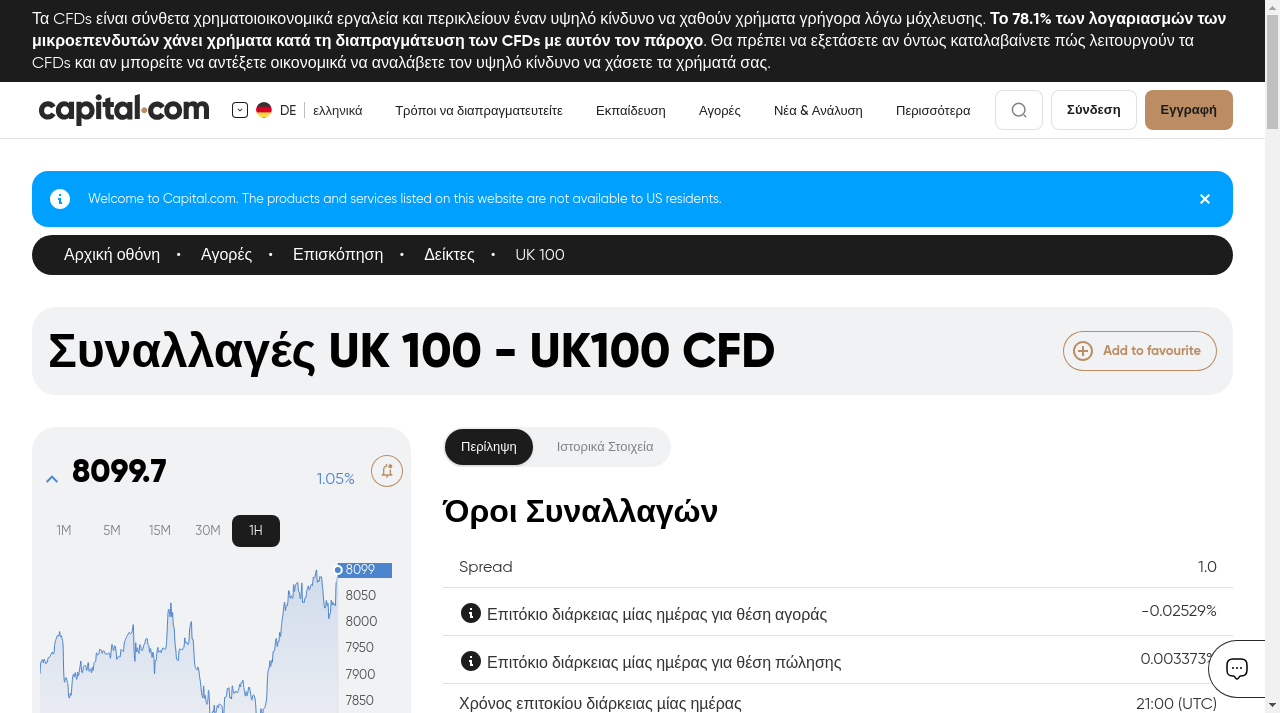 Τα CFDs είναι σύνθετα χρηματοιοικονομικά εργαλεία και περικλείουν έναν υψηλό κίνδυνο να χαθούν χρήματα γρήγορα λόγω μόχλευσης. Το 78.1% των λογαριασμών των
μικροεπενδυτών χάνει χρήματα κατά τη διαπραγμάτευση των CFDs με αυτόν τον πάροχο. Θα πρέπει να εξετάσετε αν όντως καταλαβαίνετε πώς λειτουργούν τα
CFDs και αν μπορείτε να αντέξετε οικονομικά να αναλάβετε τον υψηλό κίνδυνο να χάσετε τα χρήματά σας.
capital.com DE ελληνικά Τρόποι να διαπραγματευτείτε Εκπαίδευση Αγορές Νέα & Ανάλυση Περισσότερα Σύνδεση Εγγραφή
Welcome to Capital.com. The products and services listed on this website are not available to US residents.
Αρχική οθόνη • Αγορές • Επισκόπηση • Δείκτες • UK 100
Συναλλαγές UK 100 - UK100 CFD
Add to favourite
8099.7 1.05%
1M 5M 15M 30M 1H
8099
8050
8000
7950
7900
7850
Περίληψη Ιστορικά Στοιχεία
Όροι Συναλλαγών
Spread 1.0
Επιτόκιο διάρκειας μίας ημέρας για θέση αγοράς -0.02529%
Επιτόκιο διάρκειας μίας ημέρας για θέση πώλησης 0.003373%
Χρόνος επιτοκίου διάρκειας μίας ημέρας 21:00 (UTC)